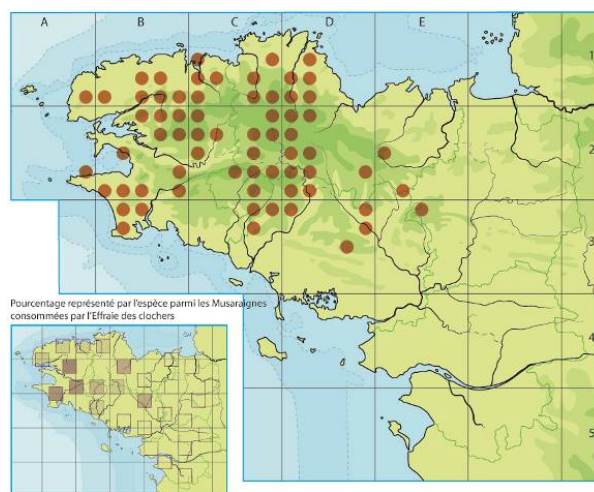 A B C D E F
1
2
3
Pourcentage représenté par l'espèce parmi les Musaraignes
consommées par l'Effraie des clochers
4
5